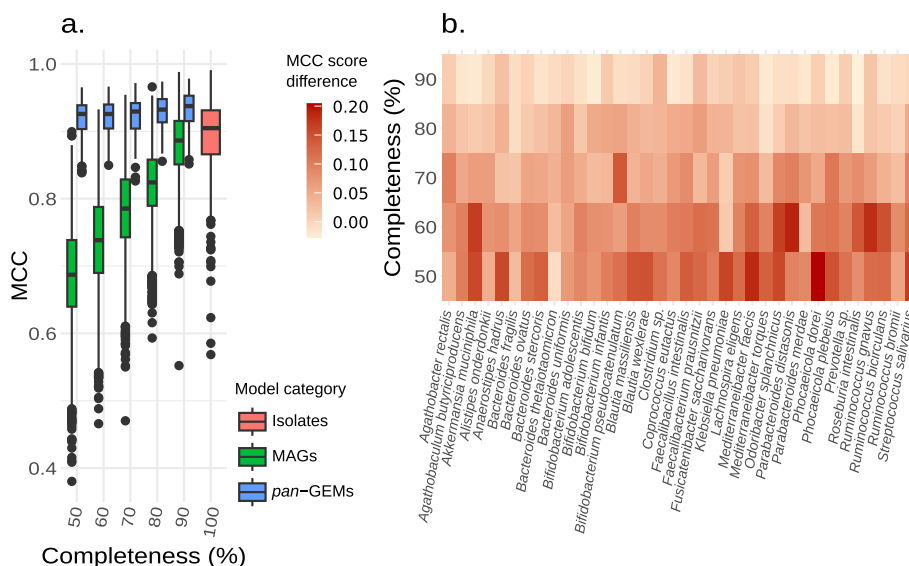 a.
b.
MCC score
difference
0.20
0.15
0.10
0.05
0.00
1.0
0.8
0.6
0.4
MCC
50
60
70
80
90
100
Completeness (%)
Model category
Isolates
MAGs
pan-GEMs
Completeness (%)
90
80
70
60
50
Agathobacter rectalis
Agathobaculum butyriciproducens
Akkermansia muciniphila
Alistipes onderdonkii
Anaerostipes hadrus
Bacteroides fragilis
Bacteroides ovatus
Bacteroides stercoris
Bacteroides thetaiotaomicron
Bacteroides uniformis
Bifidobacterium adolescentis
Bifidobacterium bifidum
Bifidobacterium infantis
Bifidobacterium pseudocatenulatum
Blautia massiliensis
Blautia wexlerae
Clostridium sp.
Coprococcus eutactus
Faecalibacillus intestinalis
Faecalibacterium prausnitzii
Fusicatenibacter saccharivorans
Klebsiella pneumoniae
Lachnospira eligens
Mediterraneibacter faecis
Mediterraneibacter torques
Odoribacter splanchnicus
Parabacteroides distasonis
Parabacteroides merdae
Phocaeicola dorei
Phocaeicola plebeius
Prevotella sp.
Roseburia intestinalis
Ruminococcus gnavus
Ruminococcus bicirculans
Ruminococcus bromii
Streptococcus salivarius